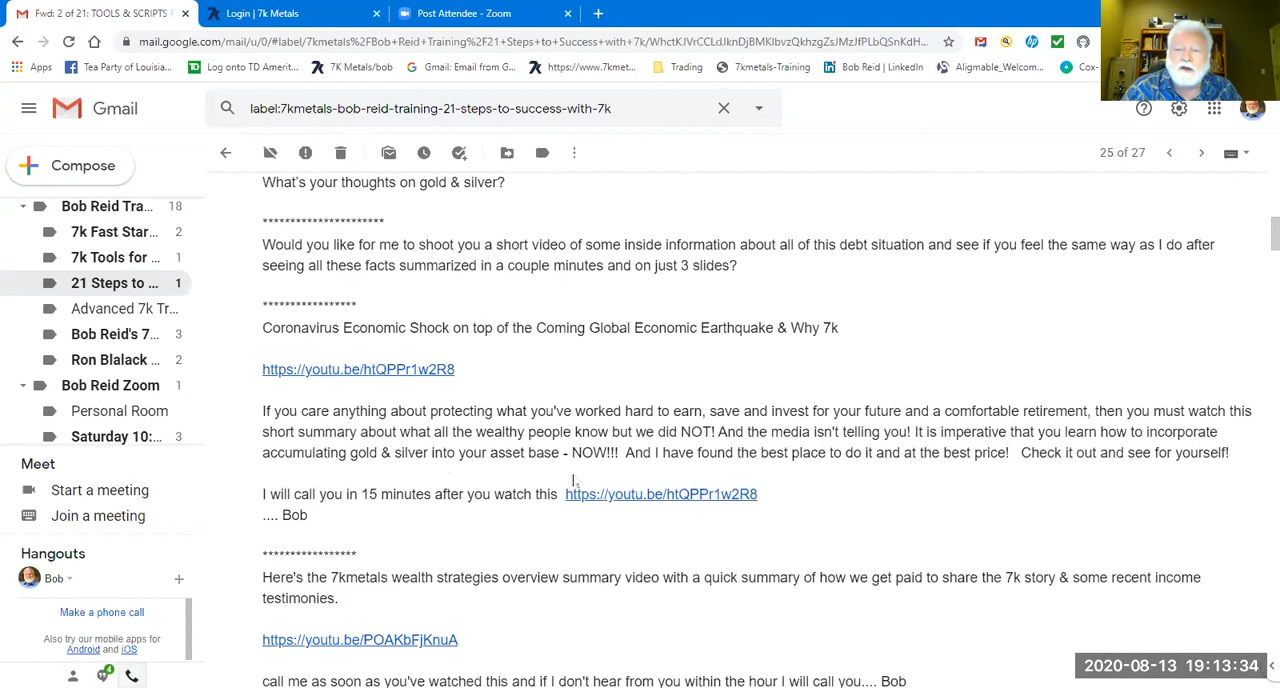 Fwd: 2 of 21: TOOLS & SCRIPTS F
Login | 7k Metals
Post Attendee - Zoom
mail.google.com/mail/u/0/#label/7kmetals%2FBob Reid Training%2F21 Steps to Success with 7k/WhctKJVrCCLdJknDjBMKlbvzQkhzgZsJMzJfPLbQSnKdH...
Apps
Tea Party of Louisia...
Log onto TD Amerit...
7K Metals/bob
Gmail: Email from G...
https://www.7kmet...
Trading
7kmetals-Training
Bob Reid | LinkedIn
Alignable_Welcom...
Cox-
Gmail
label:7kmetals-bob-reid-training-21-steps-to-success-with-7k
Compose
25 of 27
Bob Reid Tra... 18
7k Fast Star... 2
7k Tools for ... 1
21 Steps to ... 1
Advanced 7k Tr...
Bob Reid's 7... 3
Ron Blalack ... 2
Bob Reid Zoom 1
Personal Room
Saturday 10:... 3
Meet
Start a meeting
Join a meeting
Hangouts
Bob
Make a phone call
Also try our mobile apps for
Android and iOS
4
What's your thoughts on gold & silver?
**********************
Would you like for me to shoot you a short video of some inside information about all of this debt situation and see if you feel the same way as I do after
seeing all these facts summarized in a couple minutes and on just 3 slides?
*****************
Coronavirus Economic Shock on top of the Coming Global Economic Earthquake & Why 7k
https://youtu.be/htQPPr1w2R8
If you care anything about protecting what you've worked hard to earn, save and invest for your future and a comfortable retirement, then you must watch this
short summary about what all the wealthy people know but we did NOT! And the media isn't telling you! It is imperative that you learn how to incorporate
accumulating gold & silver into your asset base - NOW!!! And I have found the best place to do it and at the best price! Check it out and see for yourself!
I will call you in 15 minutes after you watch this https://youtu.be/htQPPr1w2R8
.... Bob
*****************
Here's the 7kmetals wealth strategies overview summary video with a quick summary of how we get paid to share the 7k story & some recent income
testimonies.
https://youtu.be/POAKbFjKnuA
call me as soon as you've watched this and if I don't hear from you within the hour I will call you.... Bob
2020-08-13 19:13:34